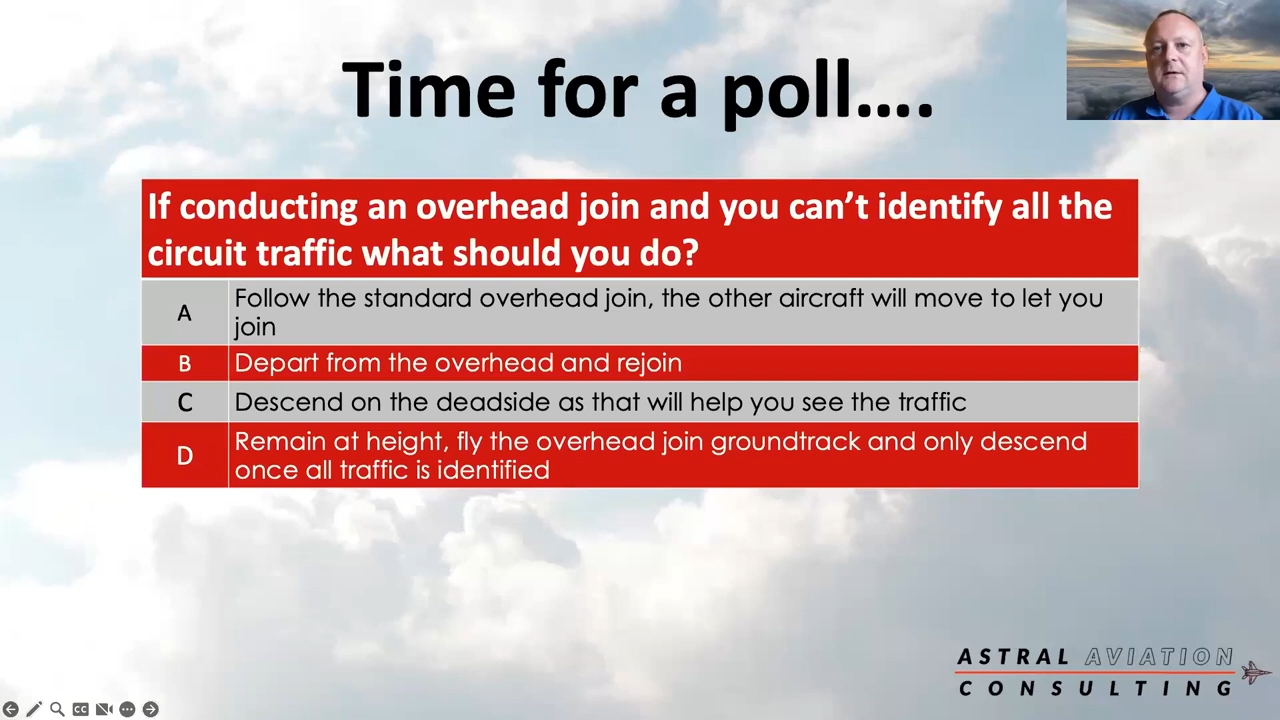 Time for a poll....
If conducting an overhead join and you can't identify all the
circuit traffic what should you do?
A
Follow the standard overhead join, the other aircraft will move to let you
join
B
Depart from the overhead and rejoin
C
Descend on the deadside as that will help you see the traffic
D
Remain at height, fly the overhead join groundtrack and only descend
once all traffic is identified
ASTRAL AVIATION
CONSULTING
CC